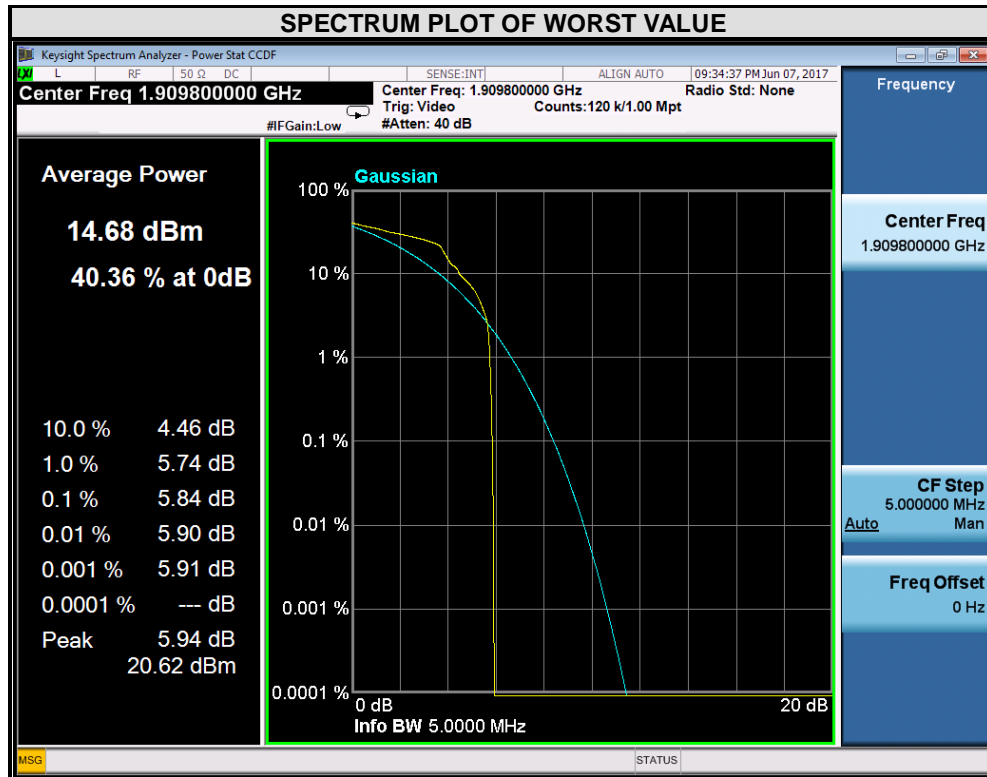 SPECTRUM PLOT OF WORST VALUE
Keysight Spectrum Analyzer - Power Stat CCDF
LXI L RF 50 Ω DC SENSE:INT ALIGN AUTO 09:34:37 PM Jun 07, 2017
Center Freq 1.909800000 GHz
Center Freq: 1.909800000 GHz Radio Std: None
Trig: Video Counts:120 k/1.00 Mpt
#IFGain:Low #Atten: 40 dB
Frequency
Average Power
14.68 dBm
40.36 % at 0dB
10.0 % 4.46 dB
1.0 % 5.74 dB
0.1 % 5.84 dB
0.01 % 5.90 dB
0.001 % 5.91 dB
0.0001 % --- dB
Peak 5.94 dB
20.62 dBm
Gaussian
100 %
10 %
1 %
0.1 %
0.01 %
0.001 %
0.0001 %
0 dB 20 dB
Info BW 5.0000 MHz
Center Freq
1.909800000 GHz
CF Step
5.000000 MHz
Auto Man
Freq Offset
0 Hz
MSG STATUS